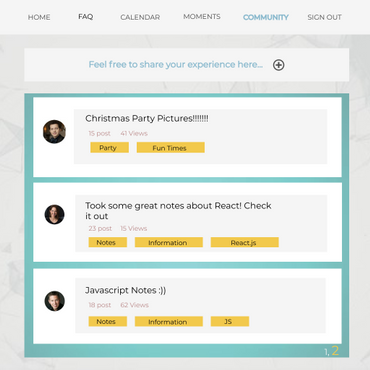 HOME FAQ CALENDAR MOMENTS COMMUNITY SIGN OUT
Feel free to share your experience here...
Christmas Party Pictures!!!!!!!
15 post 41 Views
Party Fun Times
Took some great notes about React! Check
it out
23 post 15 Views
Notes Information React.js
Javascript Notes :))
18 post 62 Views
Notes Information JS
1, 2